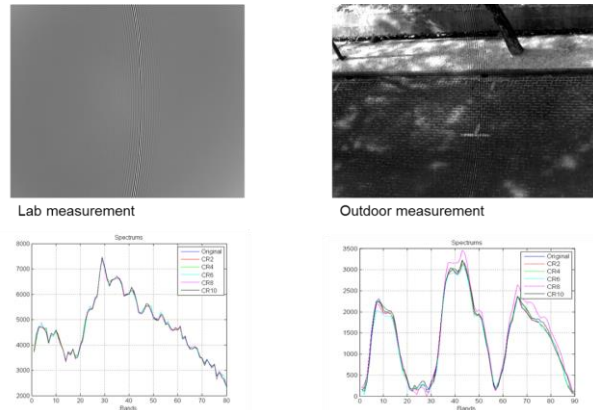 Lab measurement
Outdoor measurement
Spectrums
8000
7000
6000
5000
4000
3000
2000
0 10 20 30 40 50 60 70 80
Bands
Original
CR2
CR4
CR6
CR8
CR10
Spectrums
3500
3000
2500
2000
1500
1000
500
0
0 10 20 30 40 50 60 70 80 90
Bands
Original
CR2
CR4
CR6
CR8
CR10